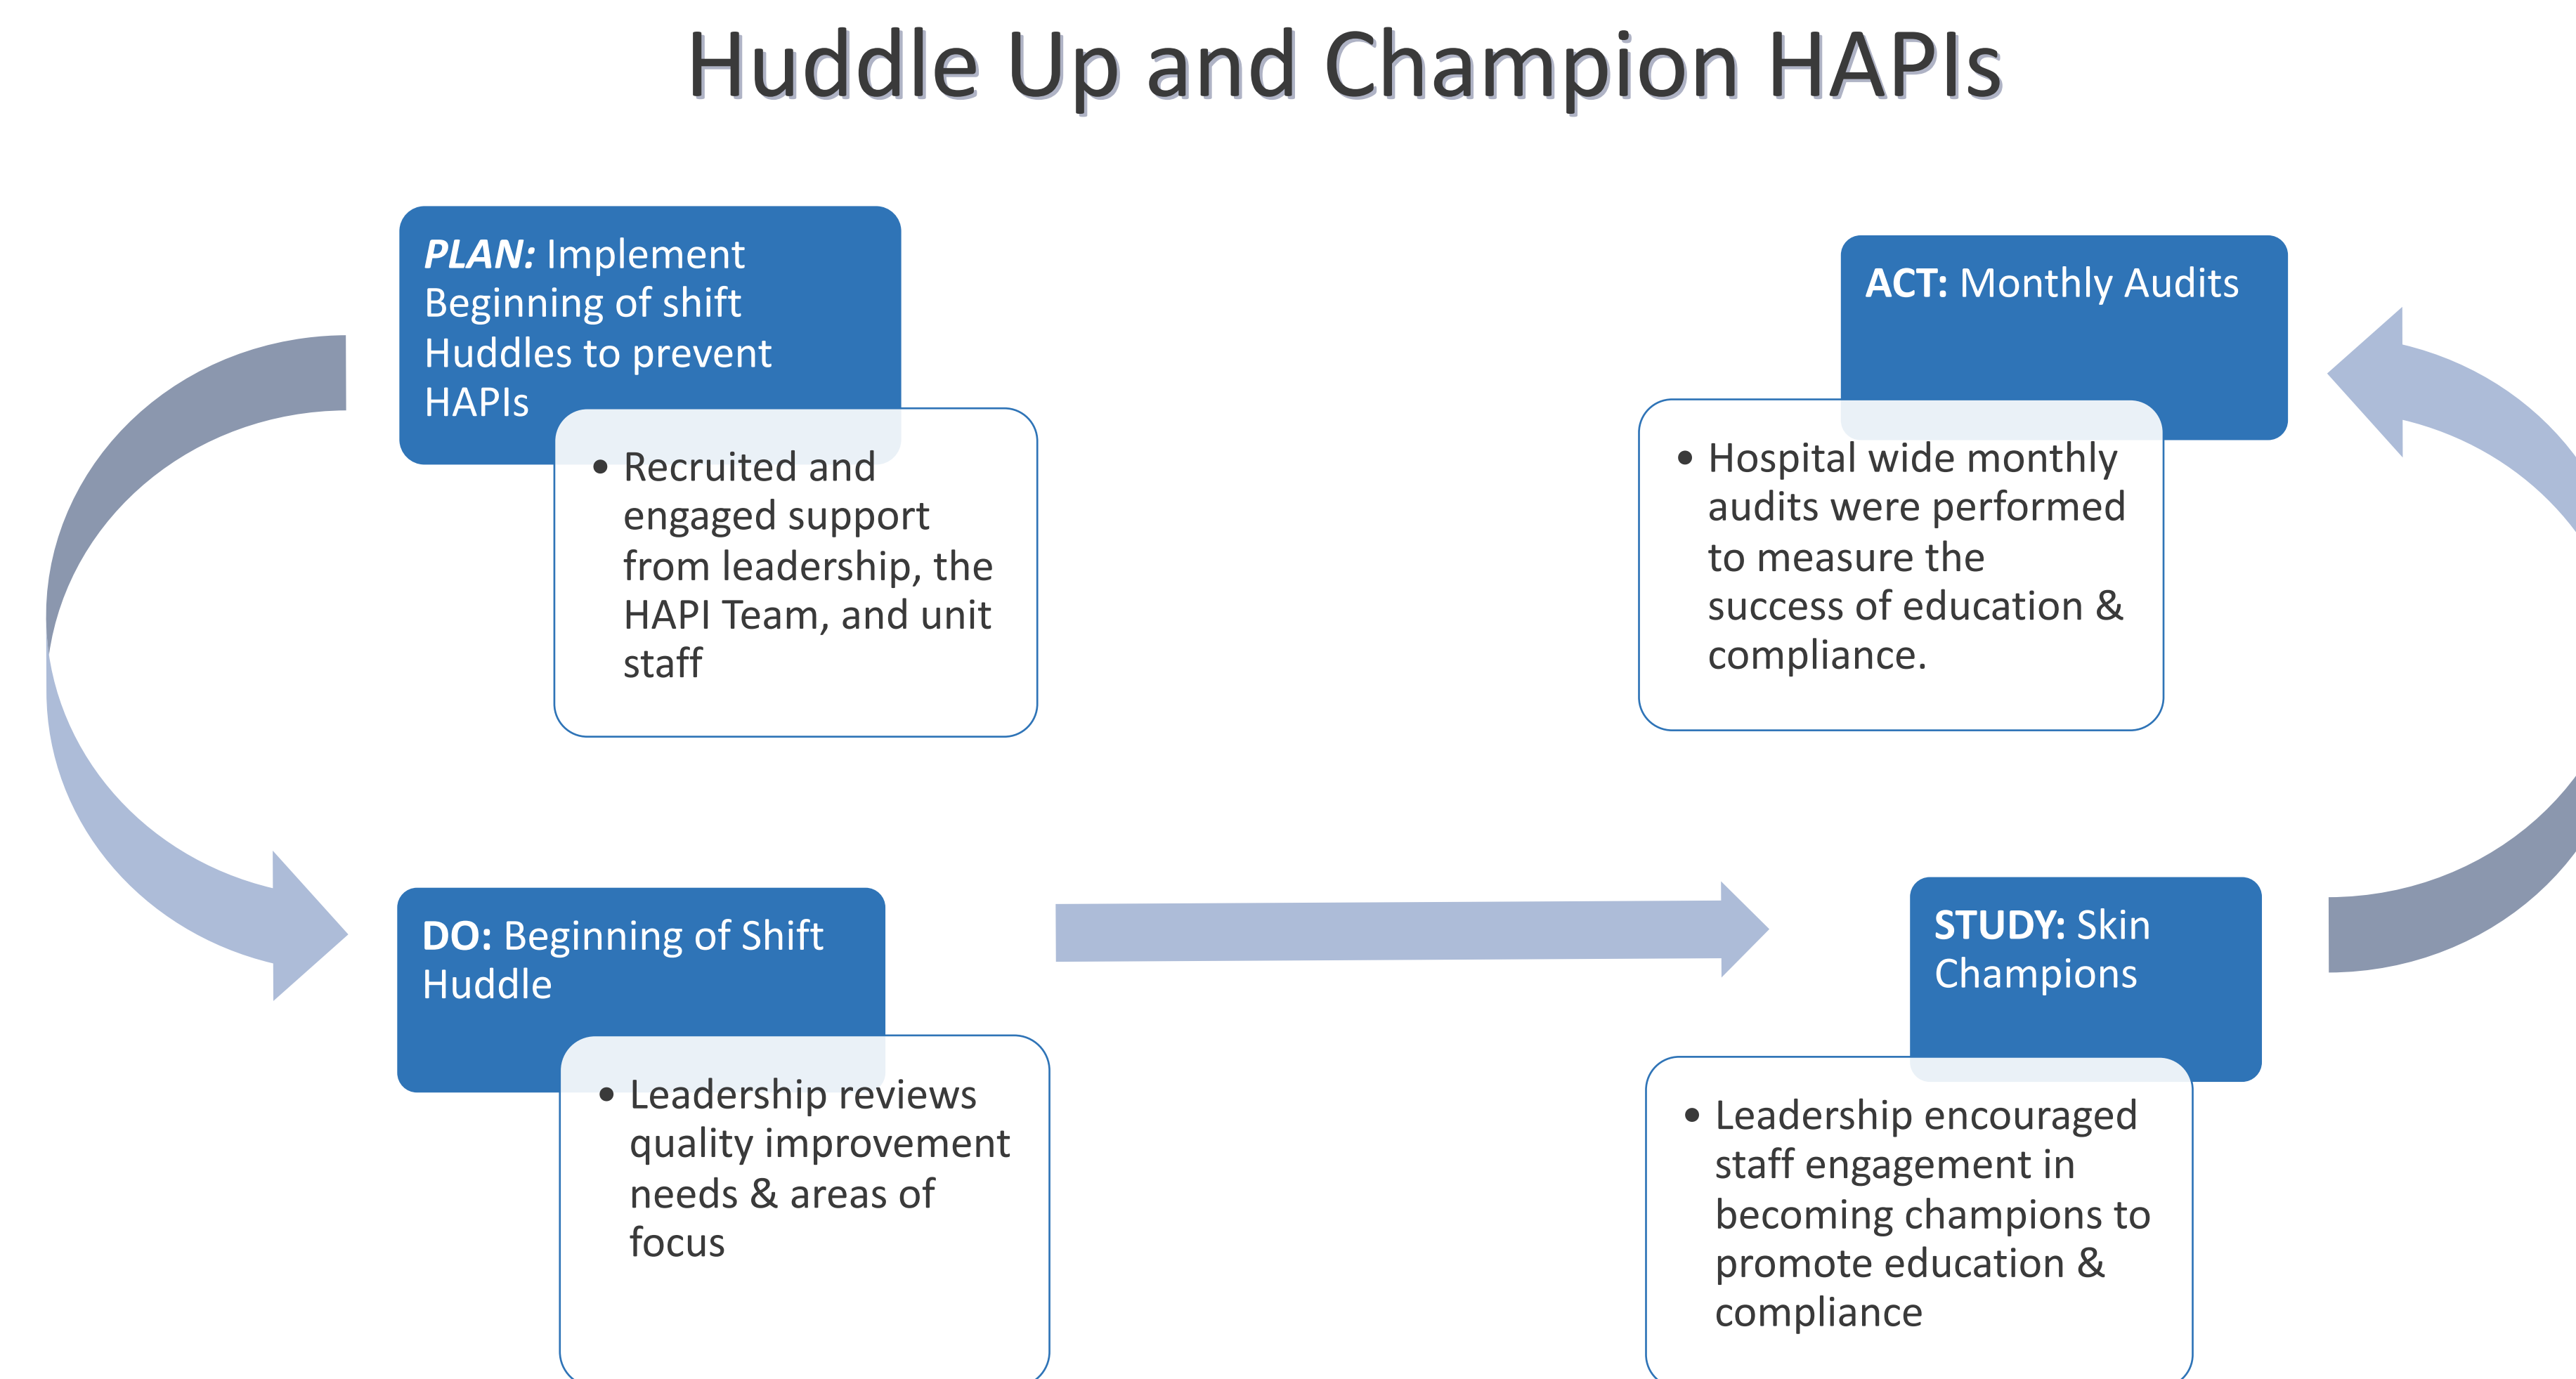 Huddle Up and Champion HAPIs
PLAN: Implement
Beginning of shift
Huddles to prevent
HAPIs
• Recruited and
engaged support
from leadership, the
HAPI Team, and unit
staff
DO: Beginning of Shift
Huddle
• Leadership reviews
quality improvement
needs & areas of
focus
STUDY: Skin
Champions
• Leadership encouraged
staff engagement in
becoming champions to
promote education &
compliance
ACT: Monthly Audits
• Hospital wide monthly
audits were performed
to measure the
success of education &
compliance.